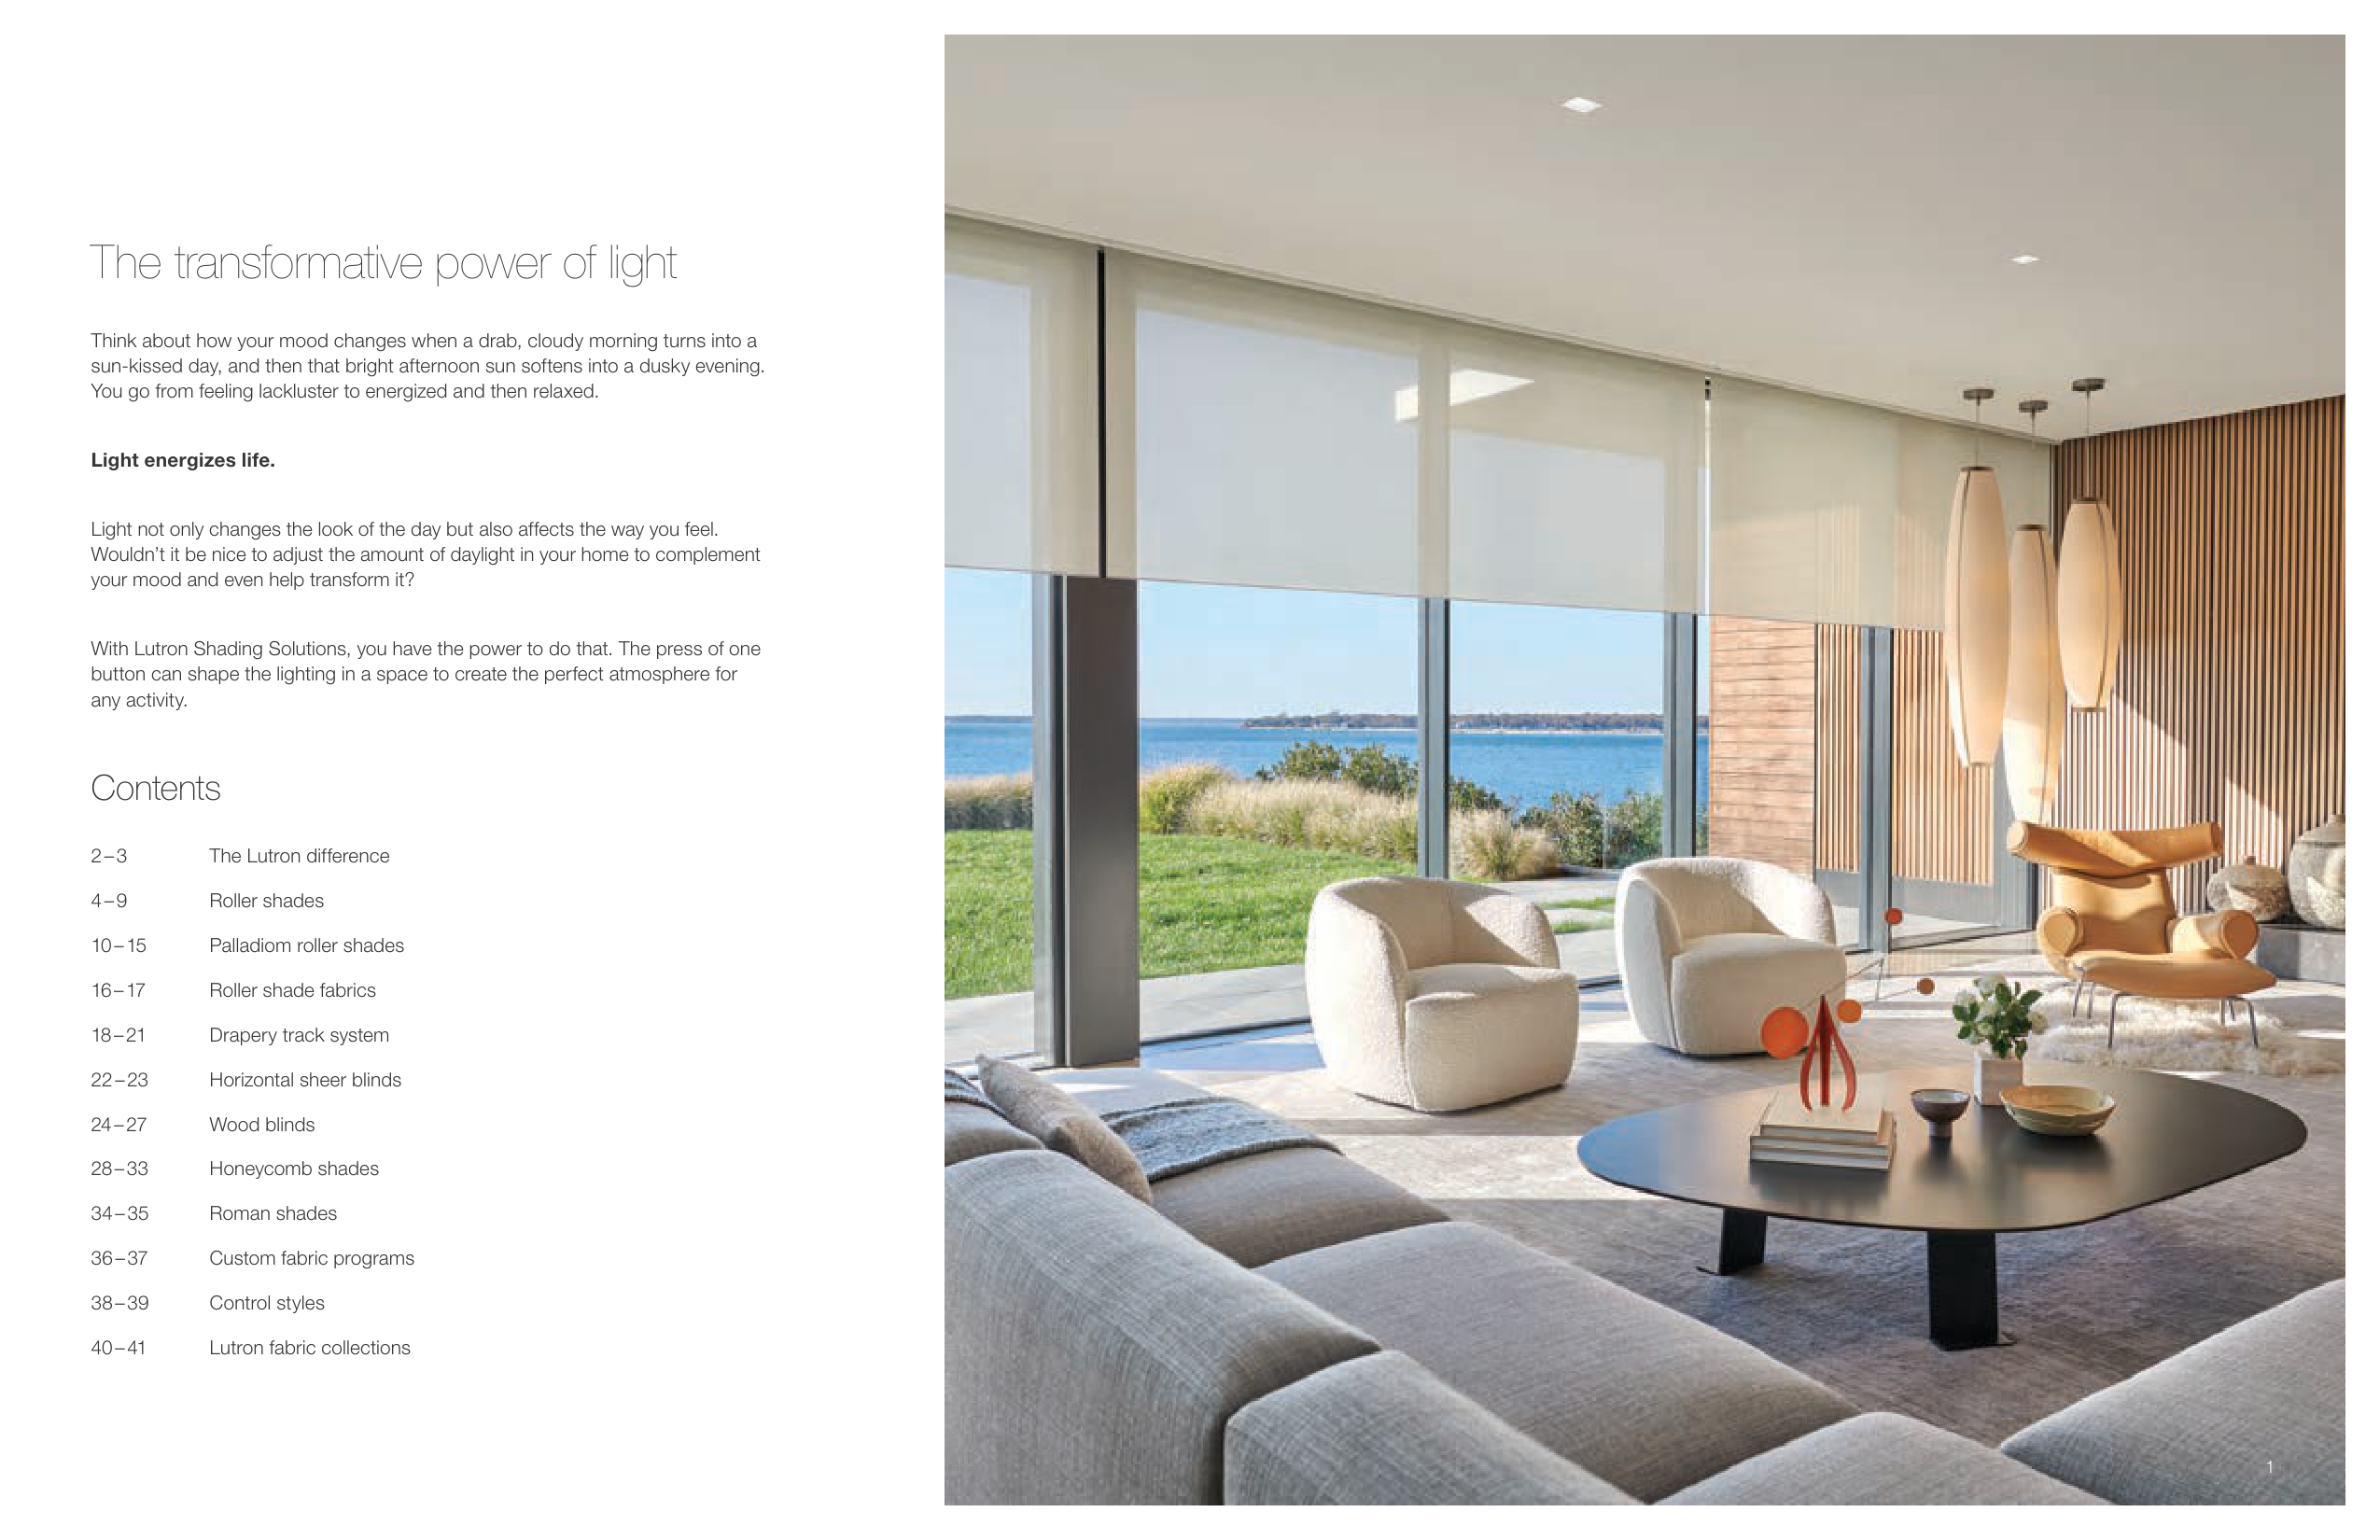 The transformative power of light
Think about how your mood changes when a drab, cloudy morning turns into a
sun-kissed day, and then that bright afternoon sun softens into a dusky evening.
You go from feeling lackluster to energized and then relaxed.
Light energizes life.
Light not only changes the look of the day but also affects the way you feel.
Wouldn’t it be nice to adjust the amount of daylight in your home to complement
your mood and even help transform it?
With Lutron Shading Solutions, you have the power to do that. The press of one
button can shape the lighting in a space to create the perfect atmosphere for
any activity.
Contents
2–3 The Lutron difference
4–9 Roller shades
10–15 Palladiom roller shades
16–17 Roller shade fabrics
18–21 Drapery track system
22–23 Horizontal sheer blinds
24–27 Wood blinds
28–33 Honeycomb shades
34–35 Roman shades
36–37 Custom fabric programs
38–39 Control styles
40–41 Lutron fabric collections
1